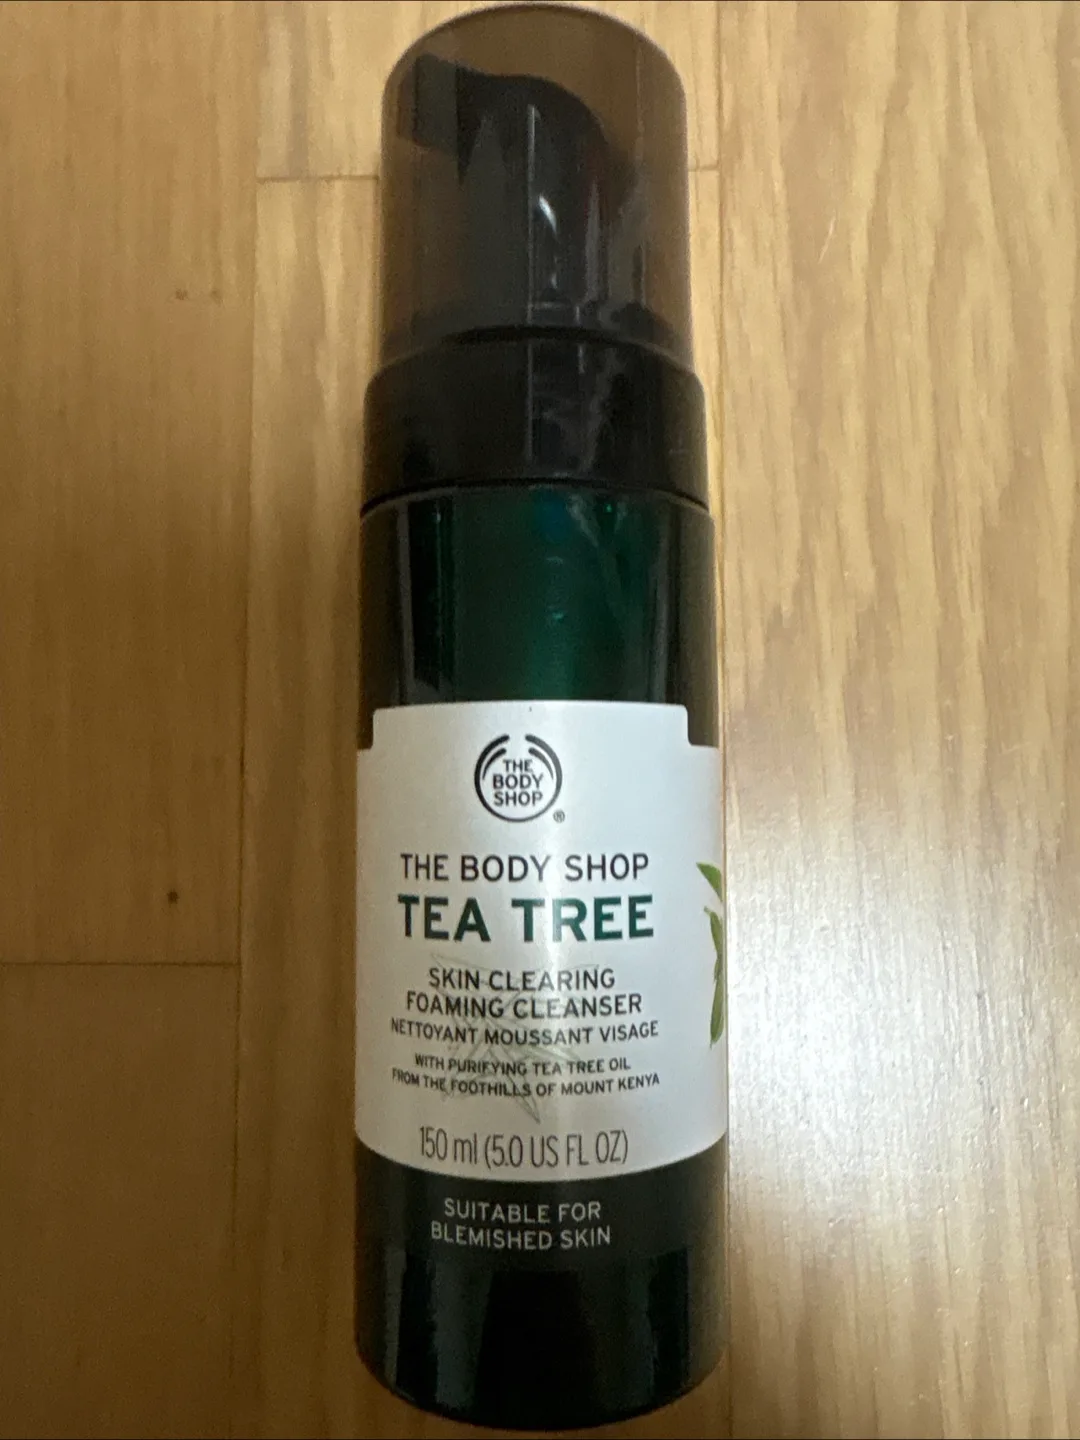 THE
BODY
SHOP
®
THE BODY SHOP
TEA TREE
SKIN CLEARING
FOAMING CLEANSER
NETTOYANT MOUSSANT VISAGE
WITH PURIFYING TEA TREE OIL
FROM THE FOOTHILLS OF MOUNT KENYA
150 ml (5.0 US FL OZ)
SUITABLE FOR
BLEMISHED SKIN